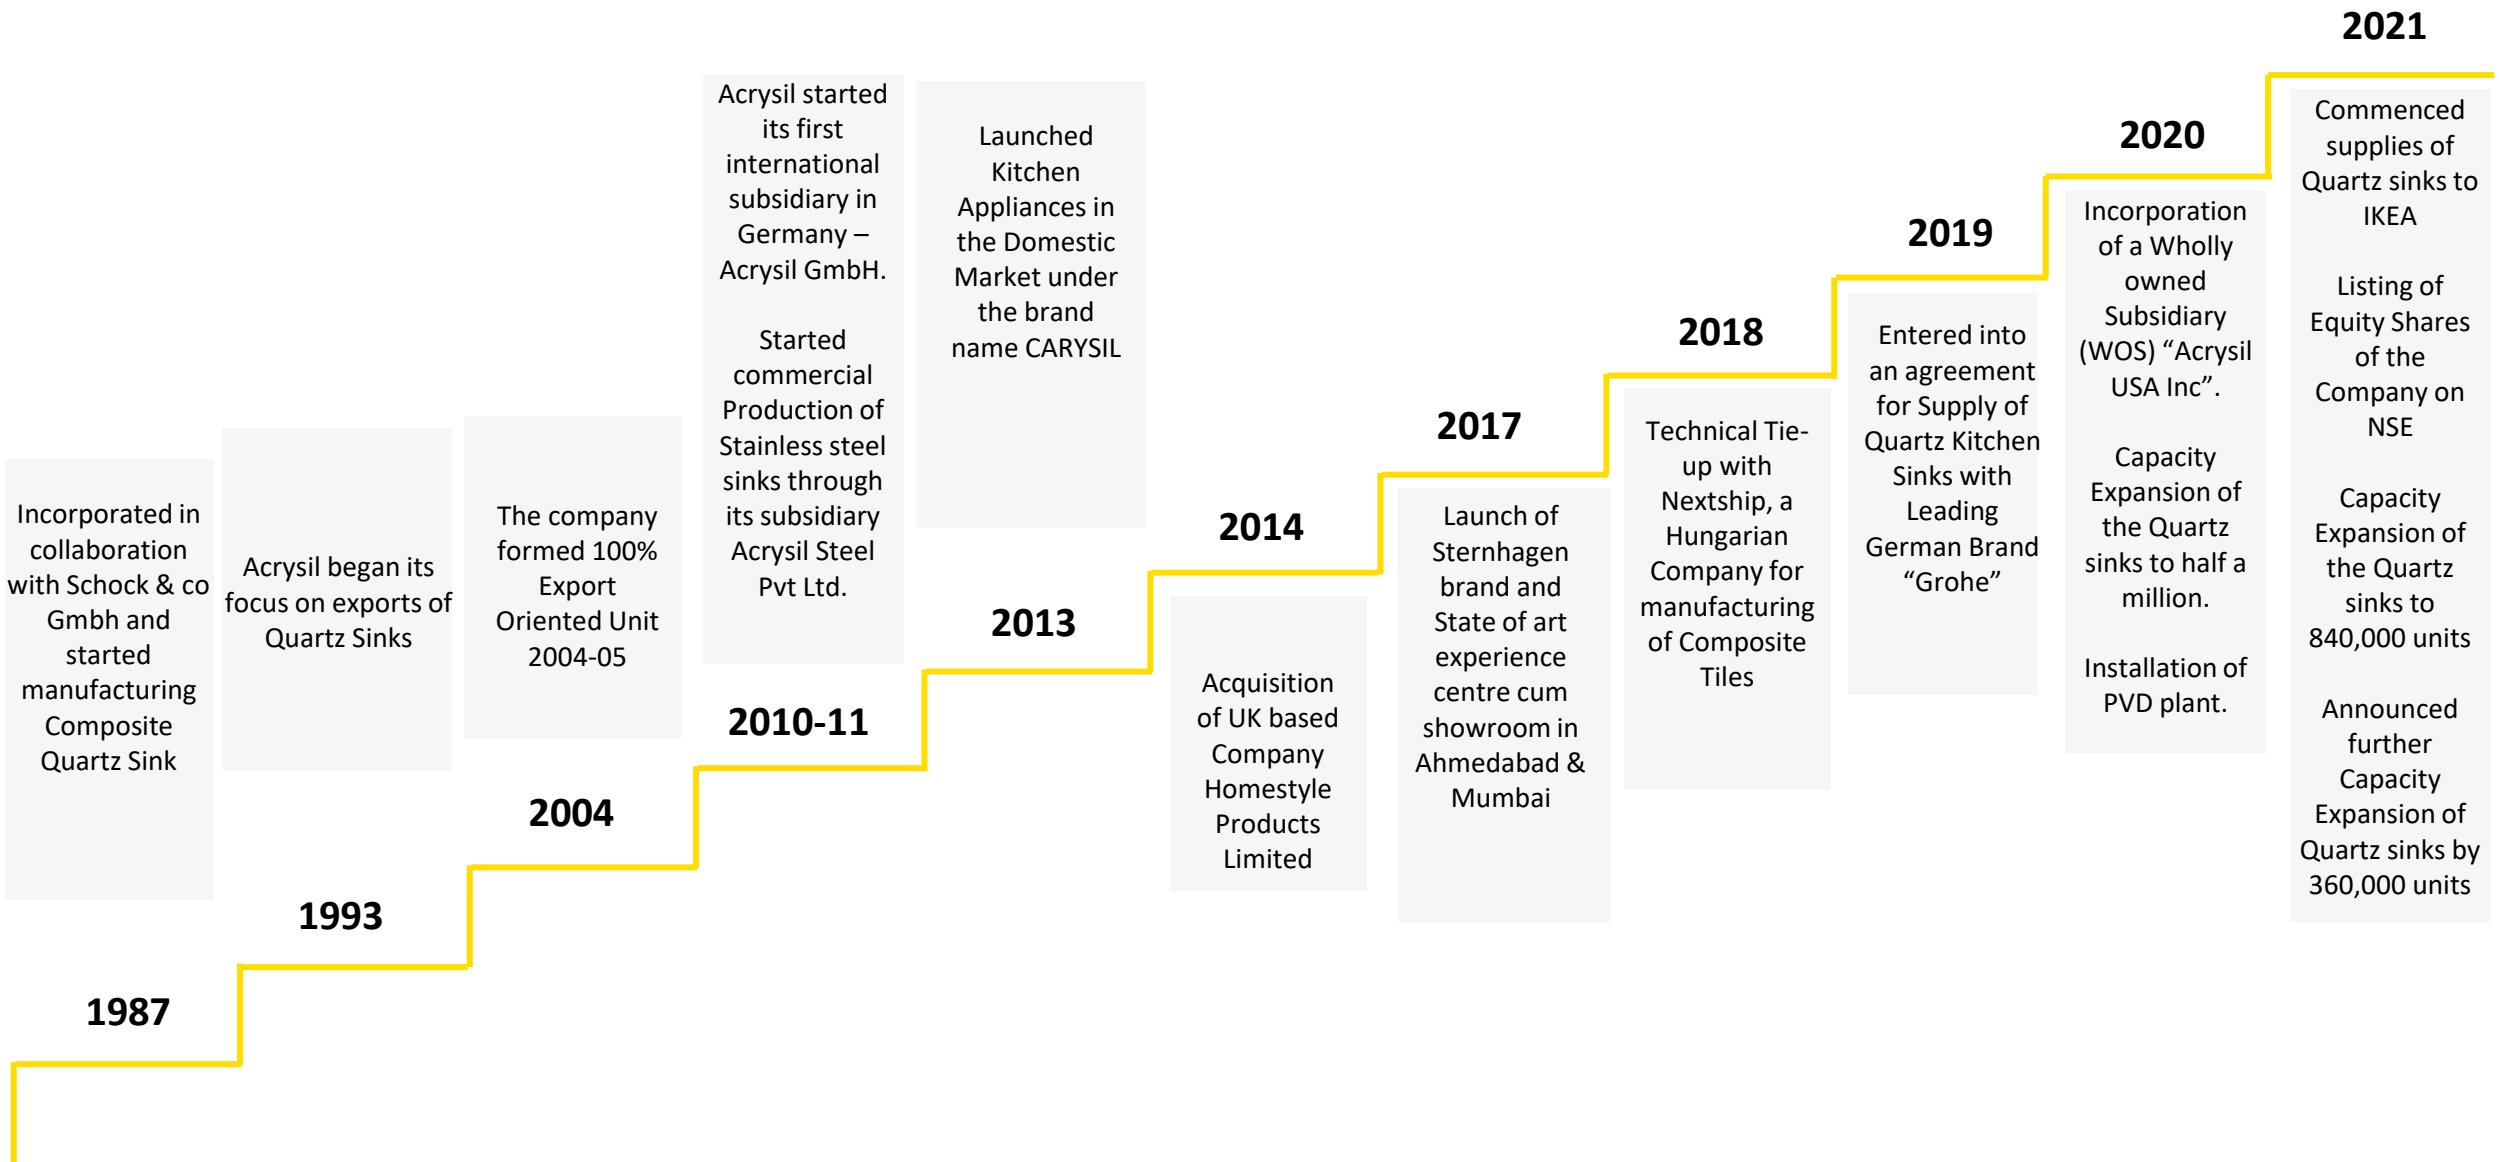 1987
Incorporated in
collaboration
with Schock & co
Gmbh and
started
manufacturing
Composite
Quartz Sink
1993
Acrysil began its
focus on exports of
Quartz Sinks
2004
The company
formed 100%
Export
Oriented Unit
2004-05
2010-11
Acrysil started
its first
international
subsidiary in
Germany –
Acrysil GmbH.
Started
commercial
Production of
Stainless steel
sinks through
its subsidiary
Acrysil Steel
Pvt Ltd.
2013
Launched
Kitchen
Appliances in
the Domestic
Market under
the brand
name CARYSIL
2014
Acquisition
of UK based
Company
Homestyle
Products
Limited
2017
Launch of
Sternhagen
brand and
State of art
experience
centre cum
showroom in
Ahmedabad &
Mumbai
2018
Technical Tie-
up with
Nextship, a
Hungarian
Company for
manufacturing
of Composite
Tiles
2019
Entered into
an agreement
for Supply of
Quartz Kitchen
Sinks with
Leading
German Brand
“Grohe”
2020
Incorporation
of a Wholly
owned
Subsidiary
(WOS) “Acrysil
USA Inc”.
Capacity
Expansion of
the Quartz
sinks to half a
million.
Installation of
PVD plant.
2021
Commenced
supplies of
Quartz sinks to
IKEA
Listing of
Equity Shares
of the
Company on
NSE
Capacity
Expansion of
the Quartz
sinks to
840,000 units
Announced
further
Capacity
Expansion of
Quartz sinks by
360,000 units